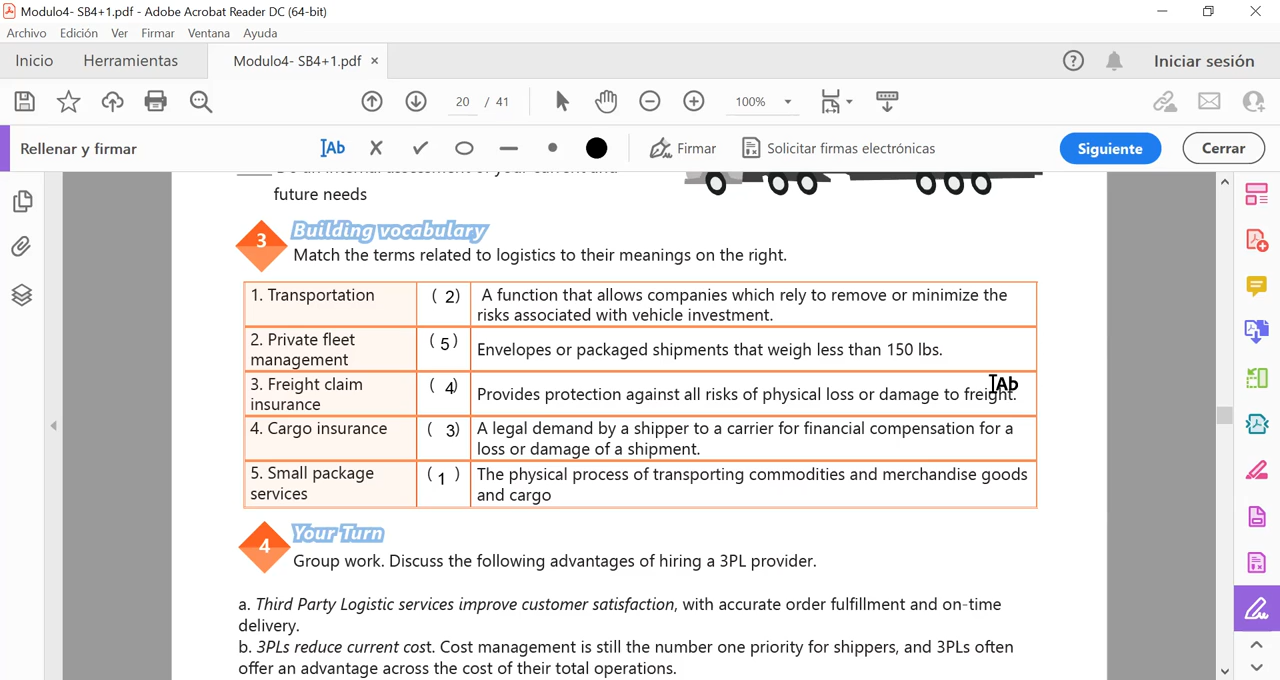 Modulo4- SB4+1.pdf - Adobe Acrobat Reader DC (64-bit)
Archivo Edición Ver Firmar Ventana Ayuda
Inicio Herramientas Modulo4- SB4+1.pdf × Iniciar sesión
20 / 41 100%
Rellenar y firmar Ab Firmar Solicitar firmas electrónicas Siguiente Cerrar
future needs
3 Building vocabulary
Match the terms related to logistics to their meanings on the right.
1. Transportation ( 2) A function that allows companies which rely to remove or minimize the
risks associated with vehicle investment.
2. Private fleet
management ( 5 ) Envelopes or packaged shipments that weigh less than 150 lbs.
3. Freight claim
insurance ( 4) Provides protection against all risks of physical loss or damage to freight.
Ab
4. Cargo insurance ( 3) A legal demand by a shipper to a carrier for financial compensation for a
loss or damage of a shipment.
5. Small package
services ( 1 ) The physical process of transporting commodities and merchandise goods
and cargo
4 Your Turn
Group work. Discuss the following advantages of hiring a 3PL provider.
a. Third Party Logistic services improve customer satisfaction, with accurate order fulfillment and on-time
delivery.
b. 3PLs reduce current cost. Cost management is still the number one priority for shippers, and 3PLs often
offer an advantage across the cost of their total operations.